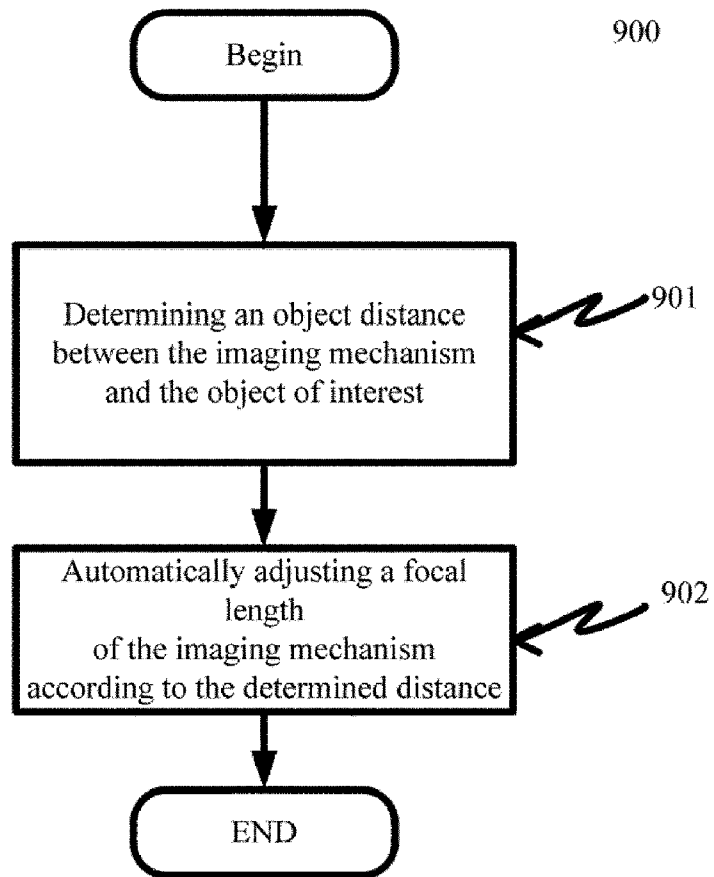 900
Begin
Determining an object distance
between the imaging mechanism
and the object of interest
901
Automatically adjusting a focal
length
of the imaging mechanism
according to the determined distance
902
END